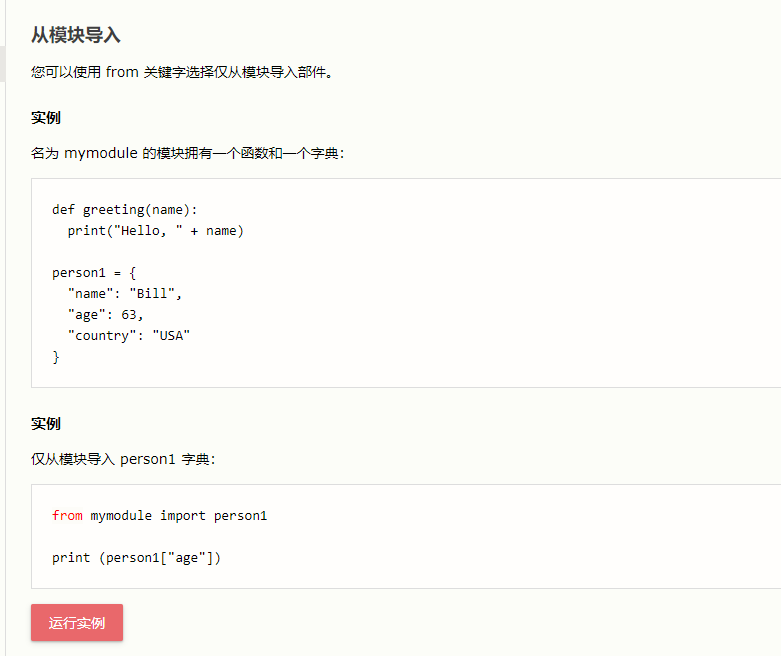 从模块导入
您可以使用 from 关键字选择仅从模块导入部件。
实例
名为 mymodule 的模块拥有一个函数和一个字典：
def greeting(name):
  print("Hello, " + name)
person1 = {
  "name": "Bill",
  "age": 63,
  "country": "USA"
}
实例
仅从模块导入 person1 字典：
from mymodule import person1
print (person1["age"])
运行实例